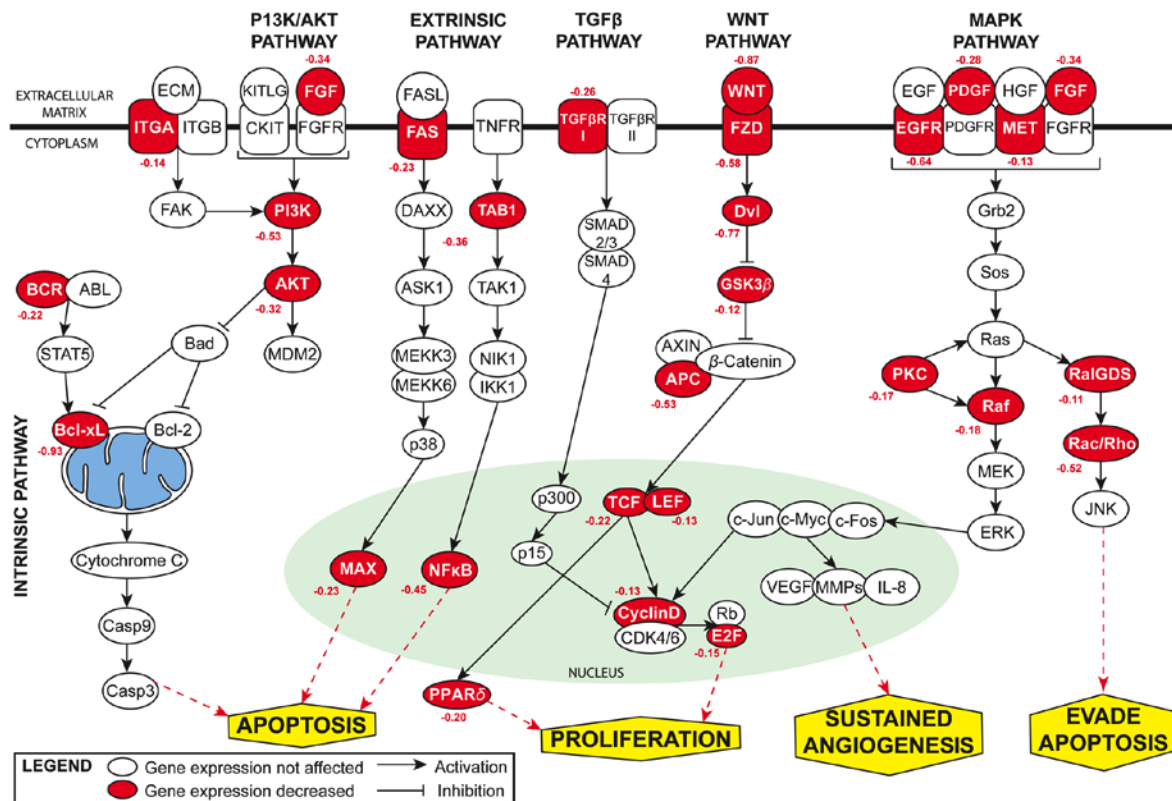 P13K/AKT
PATHWAY
EXTRINSIC
PATHWAY
TGFβ
PATHWAY
WNT
PATHWAY
MAPK
PATHWAY
EXTRACELLULAR
MATRIX
CYTOPLASM
ECM
ITGA
ITGB
-0.14
KITLG
CKIT
-0.34
FGF
FGFR
FASL
FAS
-0.23
TNFR
-0.26
TGFβR
I
TGFβR
II
-0.87
WNT
FZD
-0.58
EGF
EGFR
-0.64
-0.28
PDGF
PDGFR
HGF
MET
-0.13
-0.34
FGF
FGFR
FAK
PI3K
-0.53
DAXX
TAB1
-0.36
SMAD
2/3
SMAD
4
Dvl
-0.77
Grb2
BCR
ABL
-0.22
AKT
-0.32
ASK1
TAK1
GSK3β
-0.12
Sos
STAT5
Bad
MDM2
MEKK3
MEKK6
NIK1
IKK1
AXIN
APC
-0.53
β-Catenin
Ras
PKC
-0.17
Raf
-0.18
RalGDS
-0.11
INTRINSIC PATHWAY
Bcl-xL
-0.93
Bcl-2
p38
Rac/Rho
-0.52
MEK
p300
TCF
LEF
-0.22
-0.13
c-Jun
c-Myc
c-Fos
ERK
JNK
Cytochrome C
p15
MAX
-0.23
NFκB
-0.45
VEGF
MMPs
IL-8
-0.13
CyclinD
CDK4/6
Rb
E2F
-0.15
Casp9
NUCLEUS
Casp3
PPARδ
-0.20
APOPTOSIS
PROLIFERATION
SUSTAINED
ANGIOGENESIS
EVADE
APOPTOSIS
LEGEND
Gene expression not affected
Activation
Gene expression decreased
Inhibition